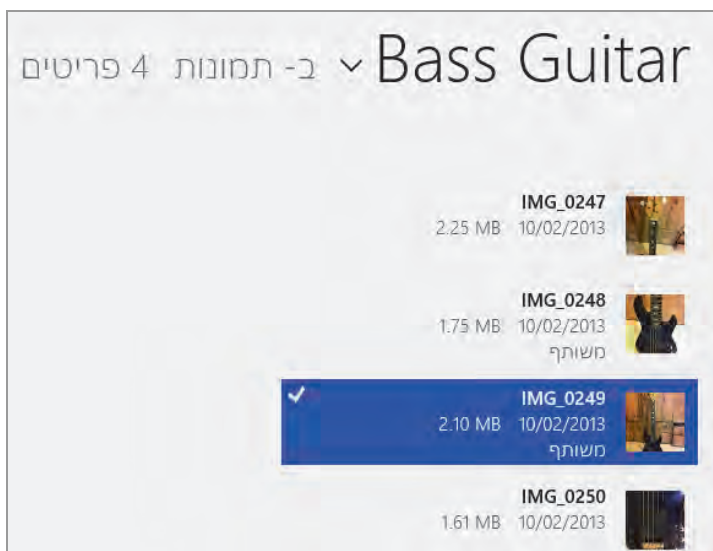 Bass Guitar ב- תמונות 4 פריטים
IMG_0247
10/02/2013 2.25 MB
IMG_0248
10/02/2013 1.75 MB
משותף
IMG_0249
10/02/2013 2.10 MB
משותף
IMG_0250
10/02/2013 1.61 MB